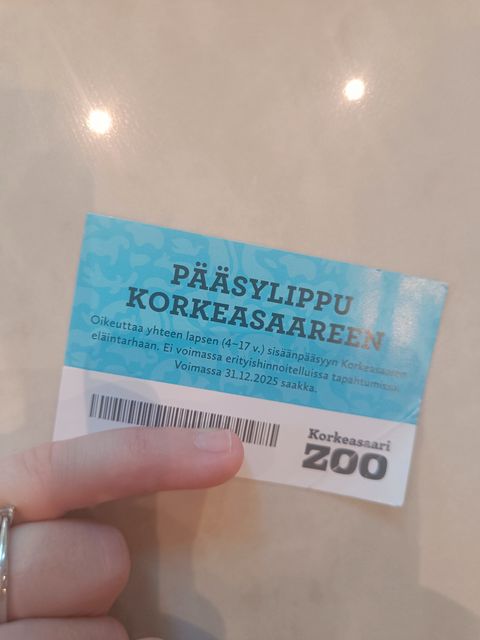 PÄÄSYLIPPU
KORKEASAAREEN
Oikeuttaa yhteen lapsen (4–17 v.) sisäänpääsyyn Korkeasaaren
eläintarhaan. Ei voimassa erityishinnoitelluissa tapahtumissa.
Voimassa 31.12.2025 saakka.
Korkeasaari
ZOO